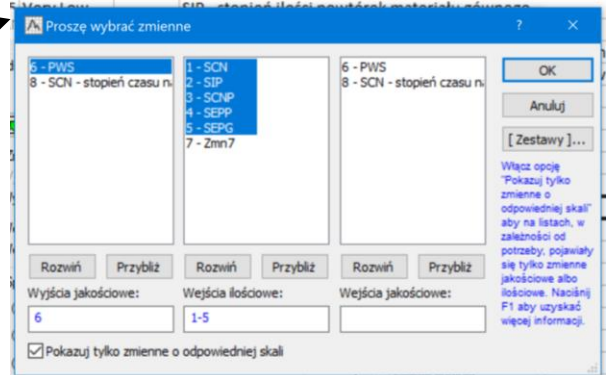 5 Very Low
SIP - stopień ilości powtórek materiału głównego
Proszę wybrać zmienne
?
×
6 - PWS
8 - SCN - stopień czasu n
1 - SCN
2 - SIP
3 - SCNP
4 - SEPP
5 - SEPG
7 - Zmn7
6 - PWS
8 - SCN - stopień czasu n
OK
Anuluj
[ Zestawy ]...
Włącz opcję
"Pokazuj tylko
zmienne o
odpowiedniej skali"
aby na listach, w
zależności od
potrzeby, pojawiały
się tylko zmienne
jakościowe albo
ilościowe. Naciśnij
F1 aby uzyskać
więcej informacji.
Rozwiń Przybliż Rozwiń Przybliż Rozwiń Przybliż
Wyjścia jakościowe: Wejścia ilościowe: Wejścia jakościowe:
6 1-5
Pokazuj tylko zmienne o odpowiedniej skali